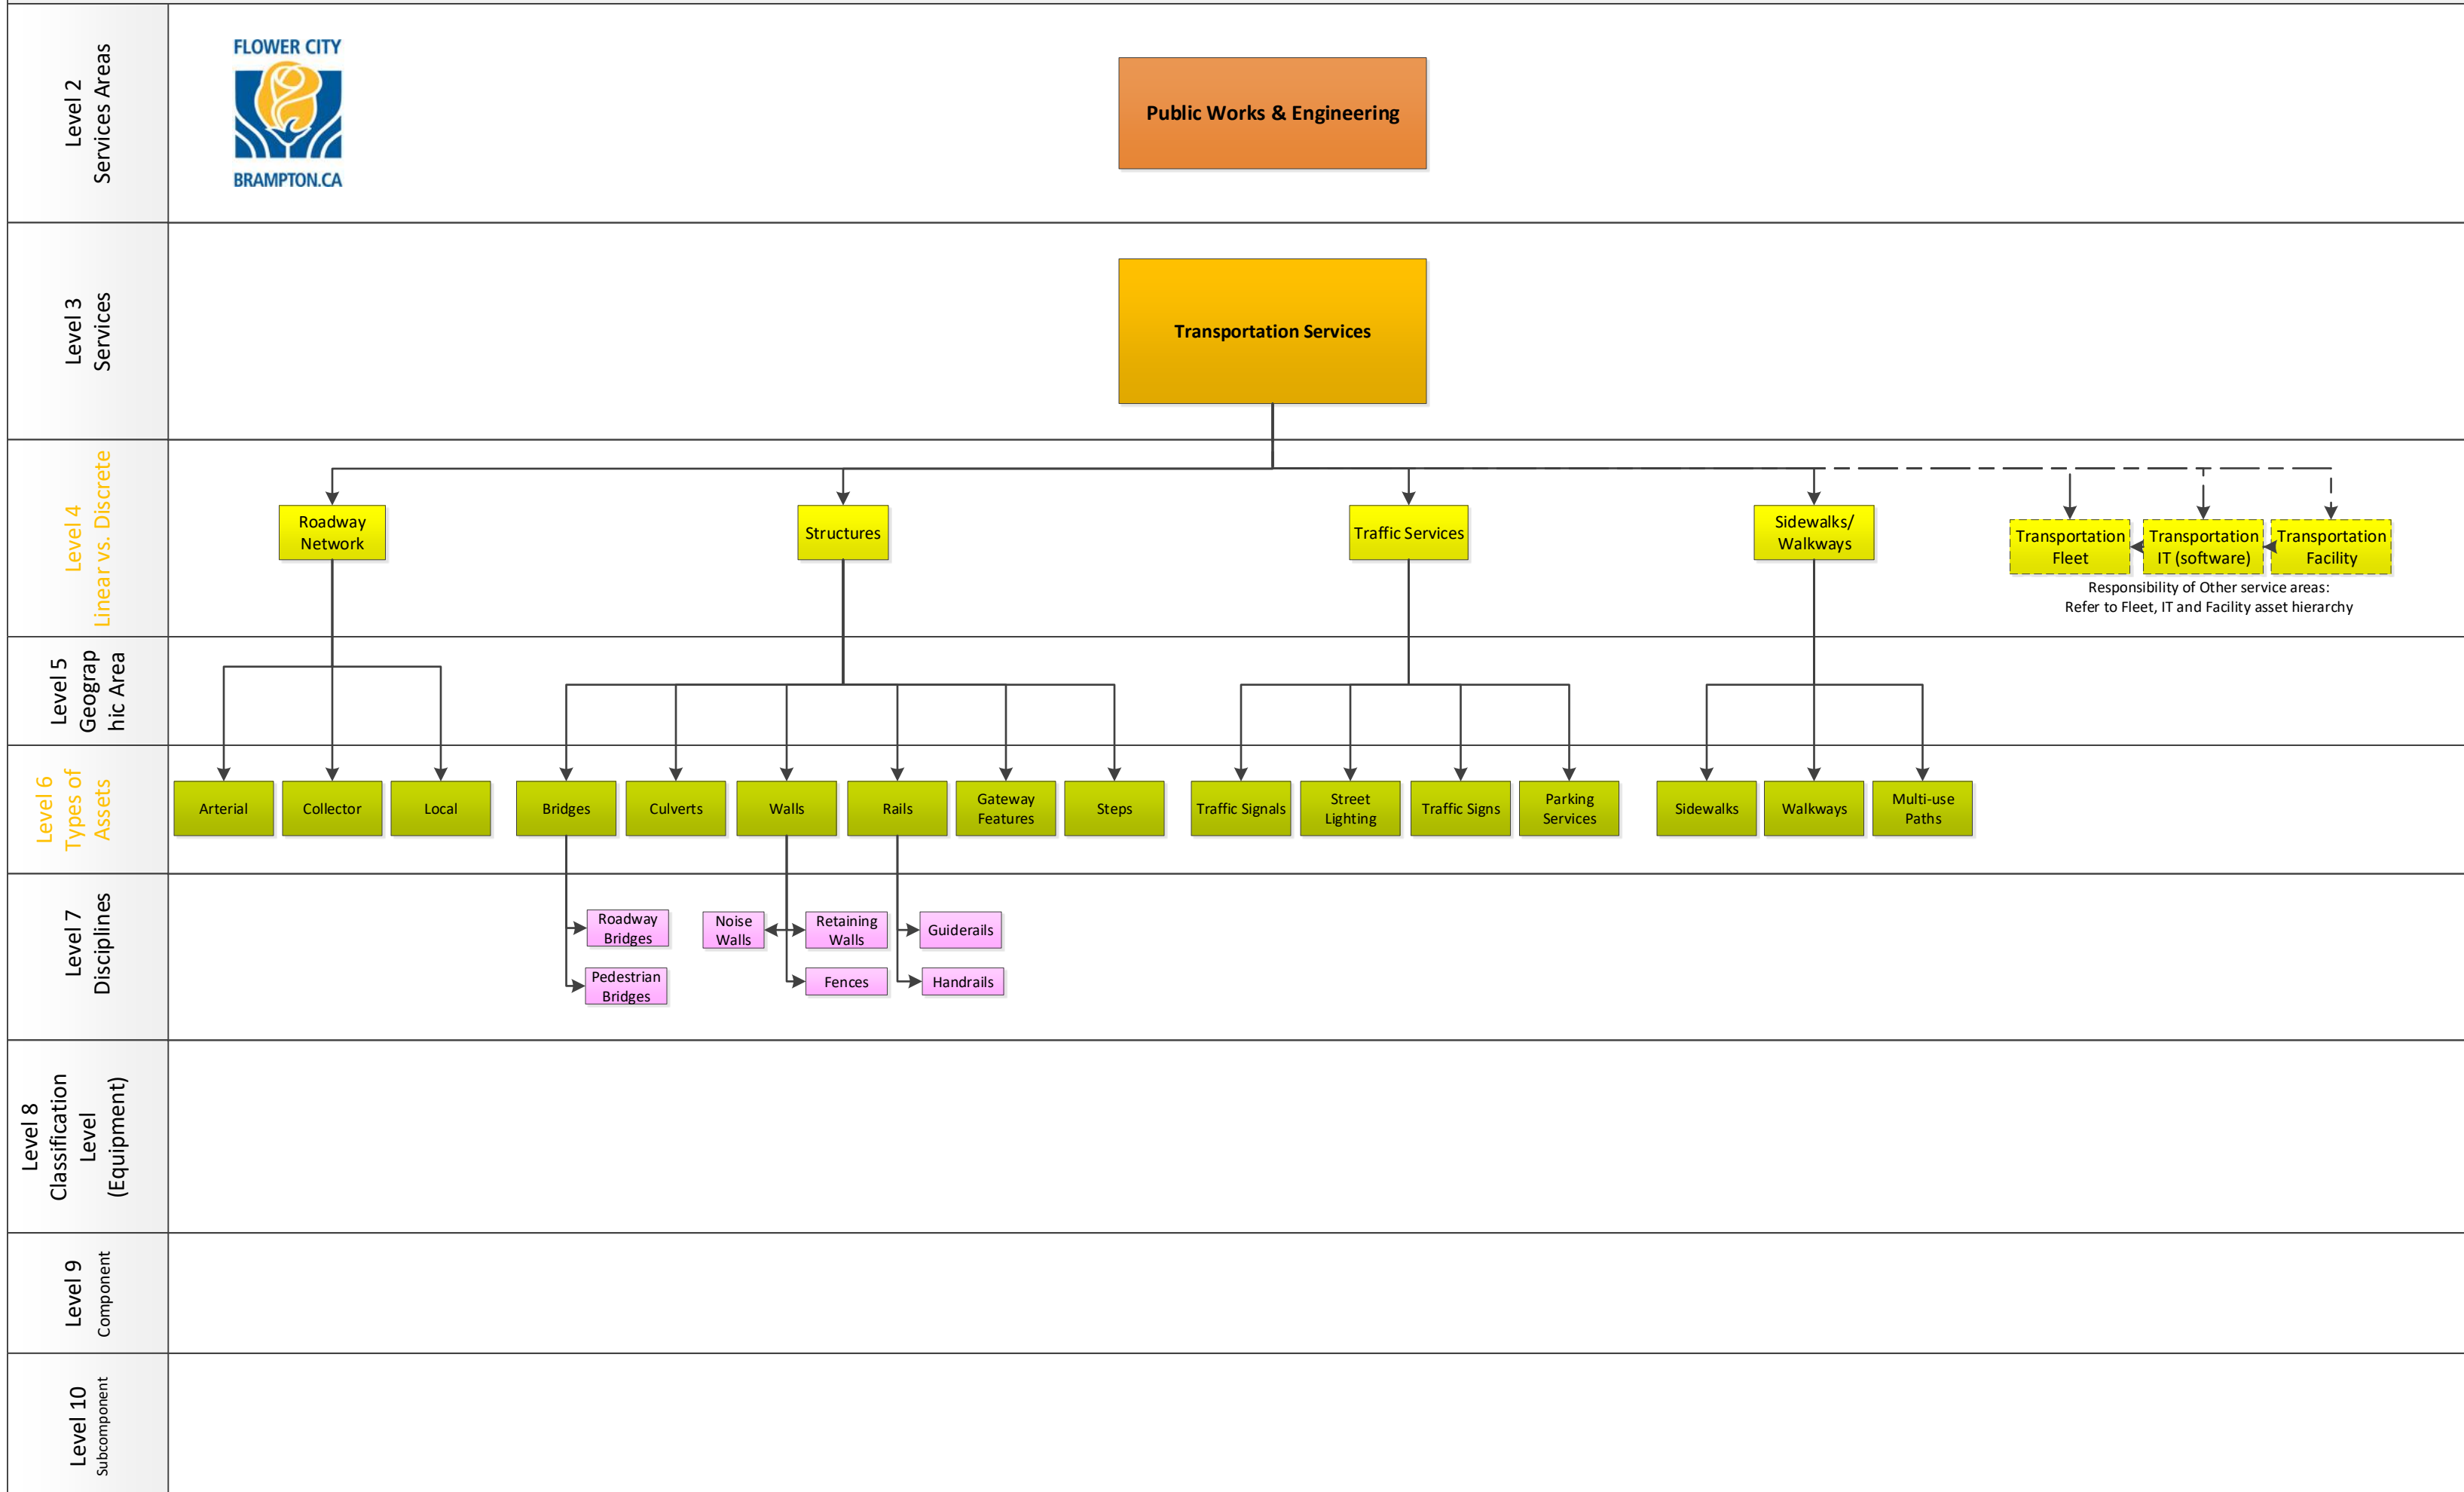 Level 2
Services Areas
FLOWER CITY
BRAMPTON.CA
Public Works & Engineering
Level 3
Services
Transportation Services
Level 4
Linear vs. Discrete
Roadway
Network
Structures
Traffic Services
Sidewalks/
Walkways
Transportation
Fleet
Transportation
IT (software)
Transportation
Facility
Responsibility of Other service areas:
Refer to Fleet, IT and Facility asset hierarchy
Level 5
Geograp
hic Area
Level 6
Types of
Assets
Arterial
Collector
Local
Bridges
Culverts
Walls
Rails
Gateway
Features
Steps
Traffic Signals
Street
Lighting
Traffic Signs
Parking
Services
Sidewalks
Walkways
Multi-use
Paths
Level 7
Disciplines
Roadway
Bridges
Pedestrian
Bridges
Noise
Walls
Retaining
Walls
Fences
Guiderails
Handrails
Level 8
Classification
Level
(Equipment)
Level 9
Component
Level 10
Subcomponent